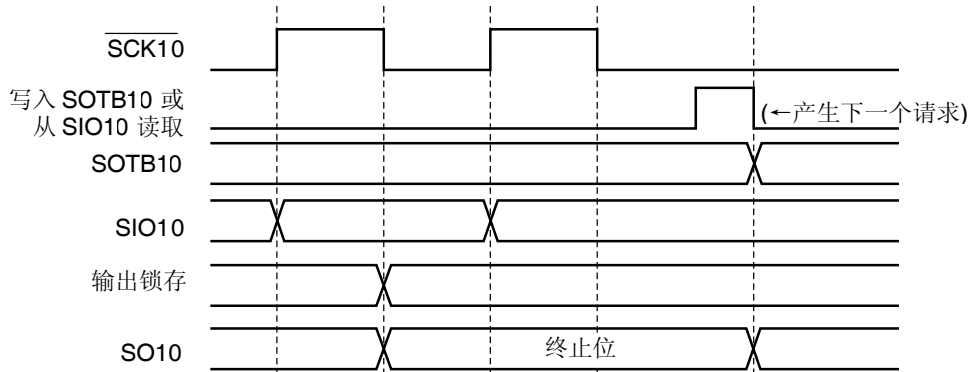 SCK10
写入 SOTB10 或
从 SIO10 读取
(←产生下一个请求)
SOTB10
SIO10
输出锁存
SO10
终止位